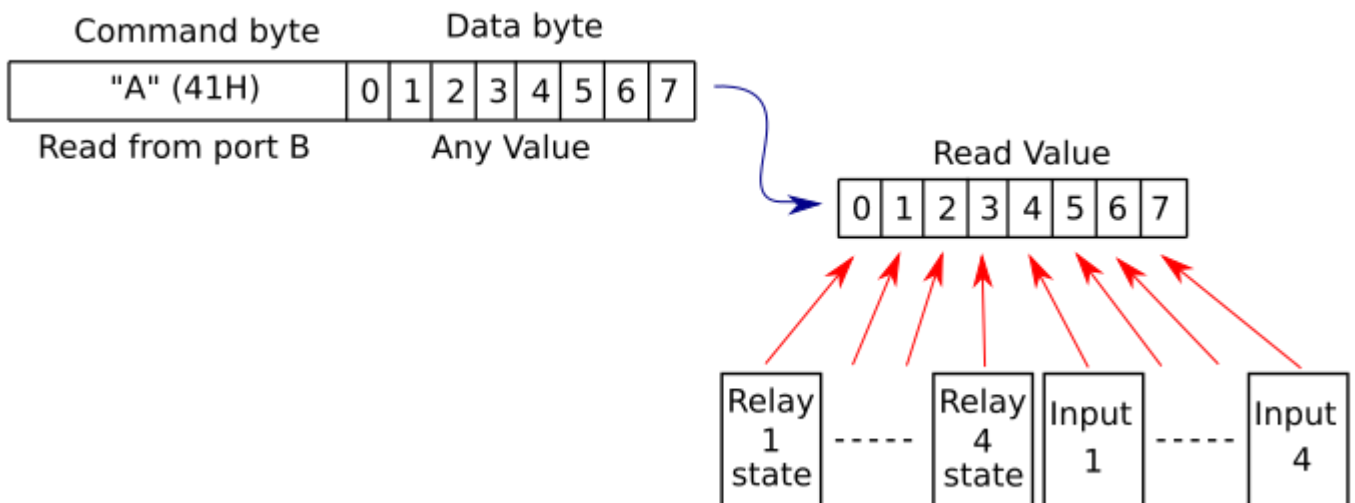 Command byte Data byte
"A" (41H) 0 1 2 3 4 5 6 7
Read from port B Any Value
Read Value
0 1 2 3 4 5 6 7
Relay 1 state
Relay 4 state
Input 1
Input 4